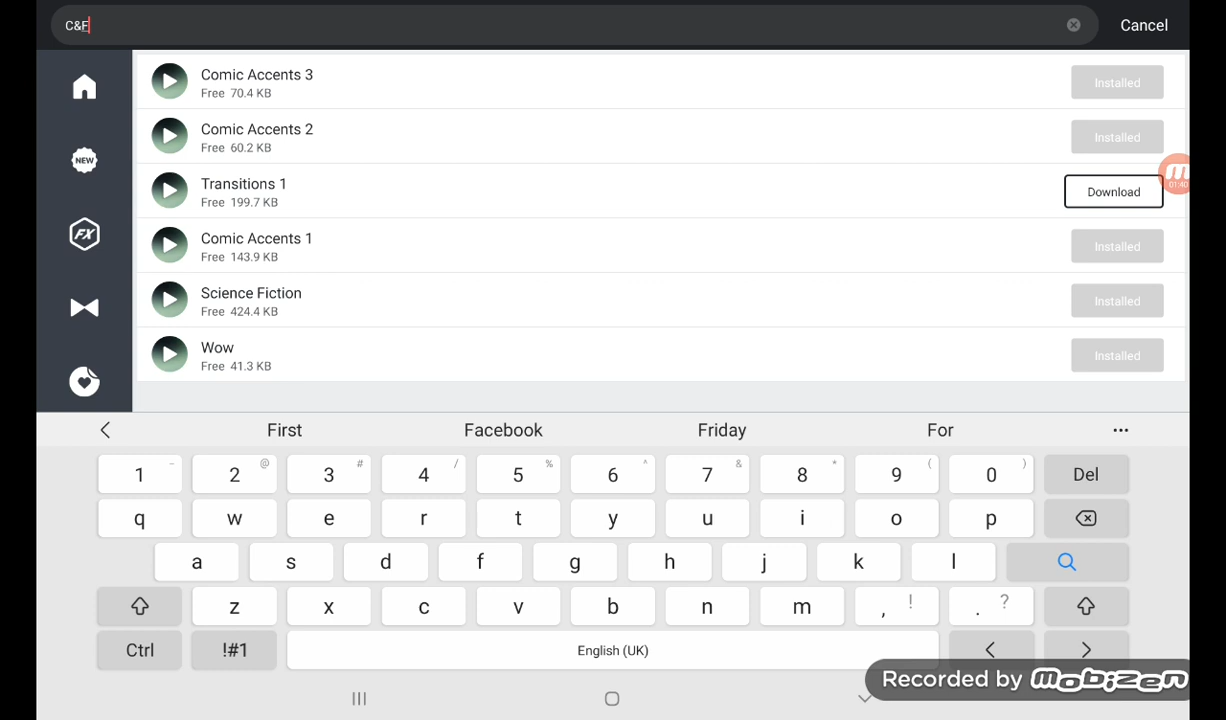 C&F
Cancel
Comic Accents 3
Free 70.4 KB
Installed
Comic Accents 2
Free 60.2 KB
Installed
NEW
Transitions 1
Free 199.7 KB
Download
01:40
FX
Comic Accents 1
Free 143.9 KB
Installed
Science Fiction
Free 424.4 KB
Installed
Wow
Free 41.3 KB
Installed
First Facebook Friday For ...
1 - 2 @ 3 # 4 / 5 % 6 ^ 7 & 8 * 9 ( 0 ) Del
q w e r t y u i o p
a s d f g h j k l
z x c v b n m , ! . ?
Ctrl !#1 English (UK) < >
Recorded by mobizen